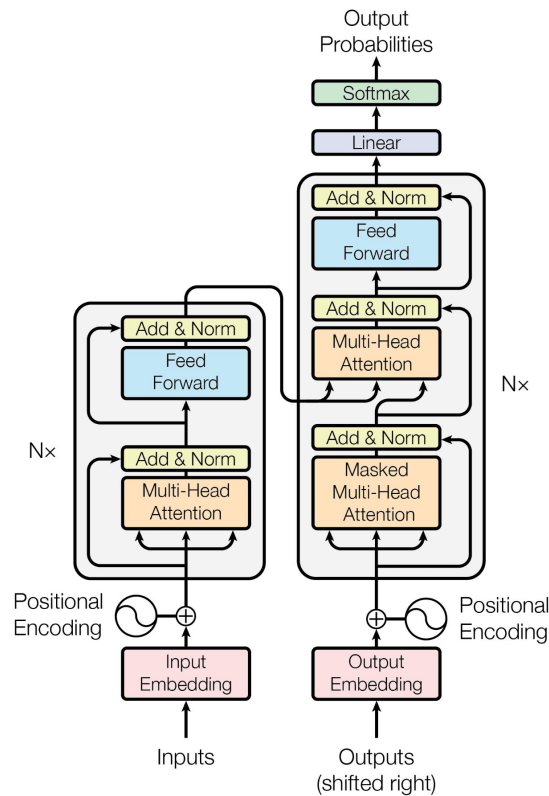 Output
Probabilities
Softmax
Linear
Add & Norm
Feed
Forward
Add & Norm
Multi-Head
Attention
N×
Add & Norm
Masked
Multi-Head
Attention
Add & Norm
Feed
Forward
N×
Add & Norm
Multi-Head
Attention
Positional
Encoding
Positional
Encoding
Input
Embedding
Output
Embedding
Inputs
Outputs
(shifted right)